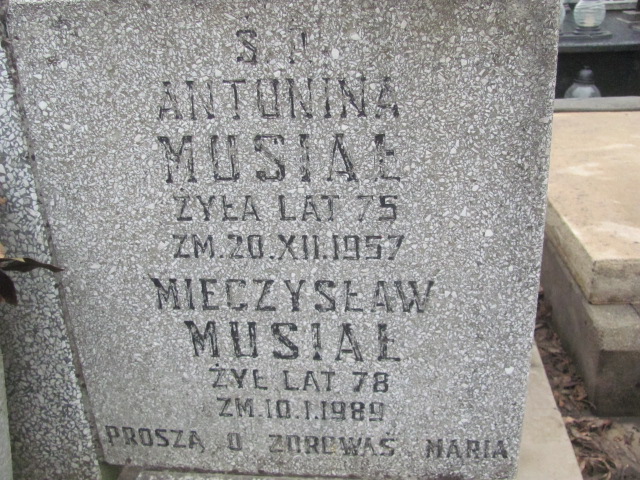 Ś. P.
ANTONINA
MUSIAŁ
ŻYŁA LAT 75
ZM. 20.XII.1957
MIECZYSŁAW
MUSIAŁ
ŻYŁ LAT 78
ZM.10.I.1989
PROSZĄ O ZDROWAŚ MARIA